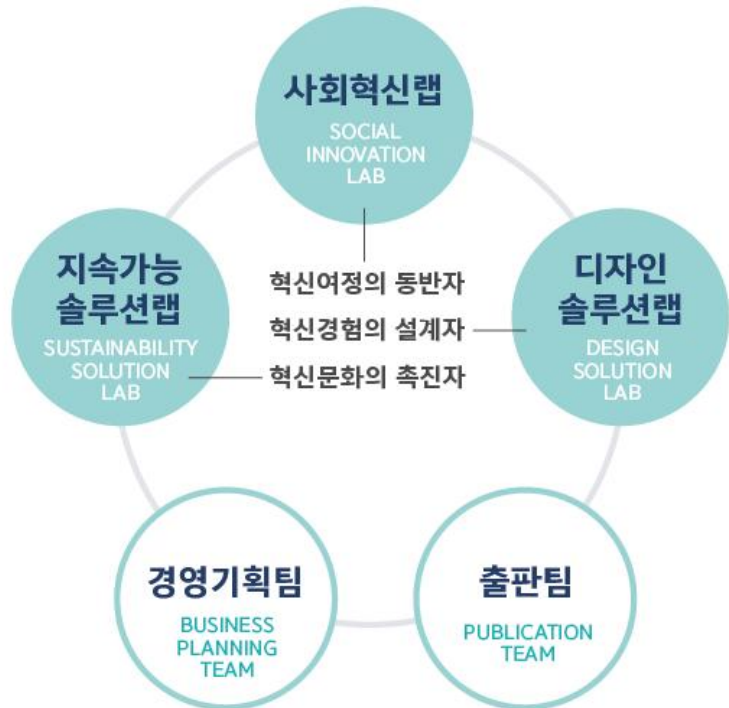 사회혁신랩
SOCIAL
INNOVATION
LAB
지속가능
솔루션랩
SUSTAINABILITY
SOLUTION
LAB
혁신여정의 동반자
혁신경험의 설계자
혁신문화의 촉진자
디자인
솔루션랩
DESIGN
SOLUTION
LAB
경영기획팀
BUSINESS
PLANNING
TEAM
출판팀
PUBLICATION
TEAM